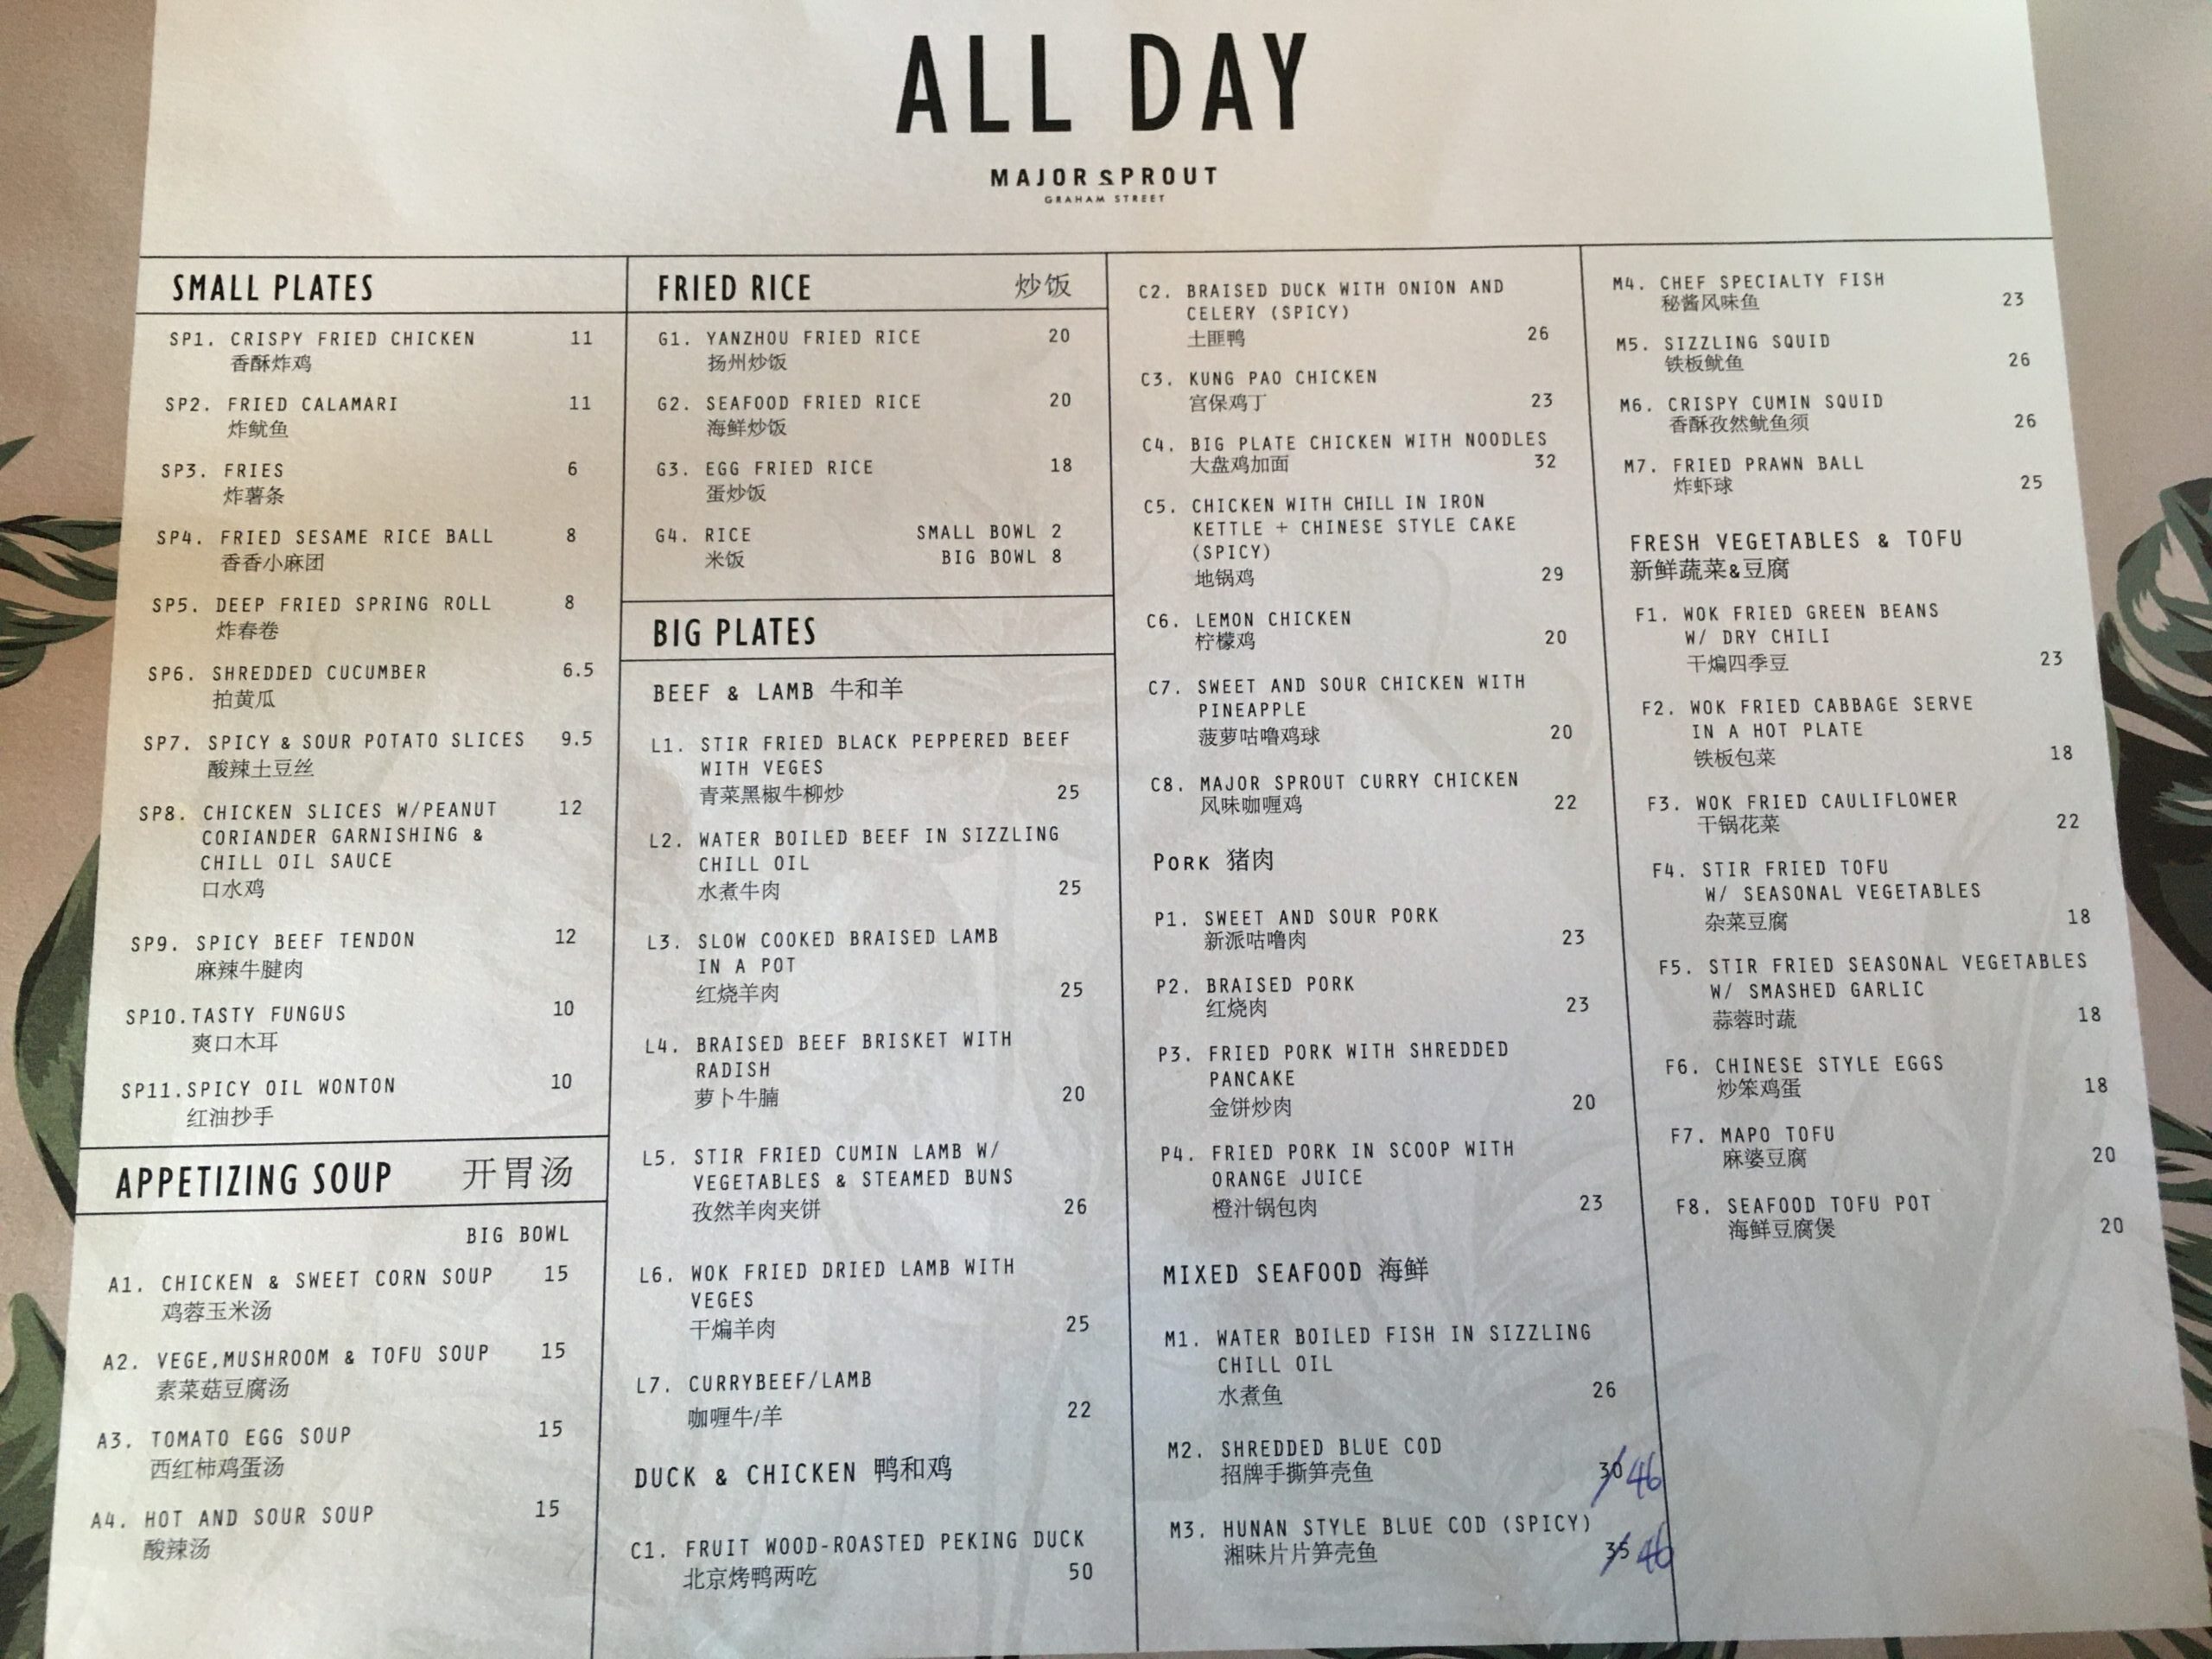 ALL DAY
MAJOR SPROUT
GRAHAM STREET
SMALL PLATES
SP1. CRISPY FRIED CHICKEN 11
香酥炸鸡
SP2. FRIED CALAMARI 11
炸鱿鱼
SP3. FRIES 6
炸薯条
SP4. FRIED SESAME RICE BALL 8
香香小麻团
SP5. DEEP FRIED SPRING ROLL 8
炸春卷
SP6. SHREDDED CUCUMBER 6.5
拍黄瓜
SP7. SPICY & SOUR POTATO SLICES 9.5
酸辣土豆丝
SP8. CHICKEN SLICES W/PEANUT 12
CORIANDER GARNISHING &
CHILL OIL SAUCE
口水鸡
SP9. SPICY BEEF TENDON 12
麻辣牛腱肉
SP10.TASTY FUNGUS 10
爽口木耳
SP11.SPICY OIL WONTON 10
红油抄手
APPETIZING SOUP 开胃汤
BIG BOWL
A1. CHICKEN & SWEET CORN SOUP 15
鸡蓉玉米汤
A2. VEGE,MUSHROOM & TOFU SOUP 15
素菜菇豆腐汤
A3. TOMATO EGG SOUP 15
西红柿鸡蛋汤
A4. HOT AND SOUR SOUP 15
酸辣汤
FRIED RICE 炒饭
G1. YANZHOU FRIED RICE 20
扬州炒饭
G2. SEAFOOD FRIED RICE 20
海鲜炒饭
G3. EGG FRIED RICE 18
蛋炒饭
G4. RICE SMALL BOWL 2
米饭 BIG BOWL 8
BIG PLATES
BEEF & LAMB 牛和羊
L1. STIR FRIED BLACK PEPPERED BEEF
WITH VEGES
青菜黑椒牛柳炒 25
L2. WATER BOILED BEEF IN SIZZLING
CHILL OIL
水煮牛肉 25
L3. SLOW COOKED BRAISED LAMB
IN A POT
红烧羊肉 25
L4. BRAISED BEEF BRISKET WITH
RADISH
萝卜牛腩 20
L5. STIR FRIED CUMIN LAMB W/
VEGETABLES & STEAMED BUNS
孜然羊肉夹饼 26
L6. WOK FRIED DRIED LAMB WITH
VEGES
干煸羊肉 25
L7. CURRYBEEF/LAMB
咖喱牛/羊 22
DUCK & CHICKEN 鸭和鸡
C1. FRUIT WOOD-ROASTED PEKING DUCK
北京烤鸭两吃 50
C2. BRAISED DUCK WITH ONION AND
CELERY (SPICY)
土匪鸭 26
C3. KUNG PAO CHICKEN
宫保鸡丁 23
C4. BIG PLATE CHICKEN WITH NOODLES
大盘鸡加面 32
C5. CHICKEN WITH CHILL IN IRON
KETTLE + CHINESE STYLE CAKE
(SPICY)
地锅鸡 29
C6. LEMON CHICKEN
柠檬鸡 20
C7. SWEET AND SOUR CHICKEN WITH
PINEAPPLE
菠萝咕噜鸡球 20
C8. MAJOR SPROUT CURRY CHICKEN
风味咖喱鸡 22
PORK 猪肉
P1. SWEET AND SOUR PORK
新派咕噜肉 23
P2. BRAISED PORK
红烧肉 23
P3. FRIED PORK WITH SHREDDED
PANCAKE
金饼炒肉 20
P4. FRIED PORK IN SCOOP WITH
ORANGE JUICE
橙汁锅包肉 23
MIXED SEAFOOD 海鲜
M1. WATER BOILED FISH IN SIZZLING
CHILL OIL
水煮鱼 26
M2. SHREDDED BLUE COD
招牌手撕笋壳鱼 30 46
M3. HUNAN STYLE BLUE COD (SPICY)
湘味片片笋壳鱼 35 46
M4. CHEF SPECIALTY FISH
秘酱风味鱼 23
M5. SIZZLING SQUID
铁板鱿鱼 26
M6. CRISPY CUMIN SQUID
香酥孜然鱿鱼须 26
M7. FRIED PRAWN BALL
炸虾球 25
FRESH VEGETABLES & TOFU
新鲜蔬菜&豆腐
F1. WOK FRIED GREEN BEANS
W/ DRY CHILI
干煸四季豆 23
F2. WOK FRIED CABBAGE SERVE
IN A HOT PLATE
铁板包菜 18
F3. WOK FRIED CAULIFLOWER
干锅花菜 22
F4. STIR FRIED TOFU
W/ SEASONAL VEGETABLES
杂菜豆腐 18
F5. STIR FRIED SEASONAL VEGETABLES
W/ SMASHED GARLIC
蒜蓉时蔬 18
F6. CHINESE STYLE EGGS
炒笨鸡蛋 18
F7. MAPO TOFU
麻婆豆腐 20
F8. SEAFOOD TOFU POT
海鲜豆腐煲 20